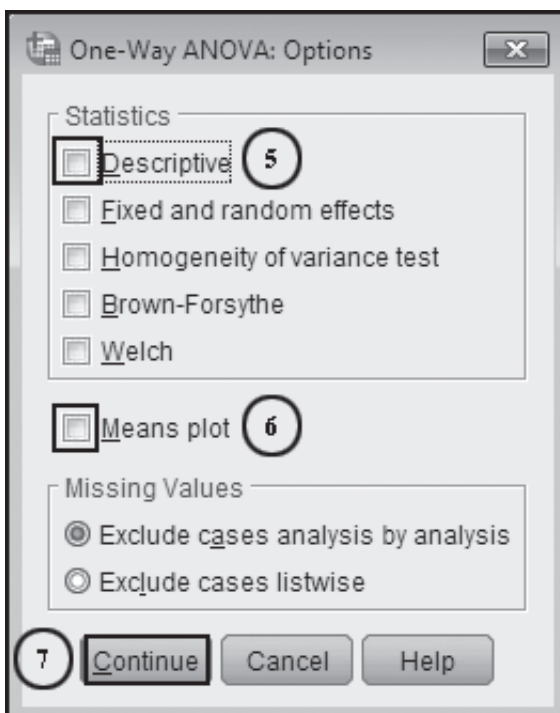 One-Way ANOVA: Options
Statistics
Descriptive 5
Fixed and random effects
Homogeneity of variance test
Brown-Forsythe
Welch
Means plot 6
Missing Values
Exclude cases analysis by analysis
Exclude cases listwise
7 Continue Cancel Help